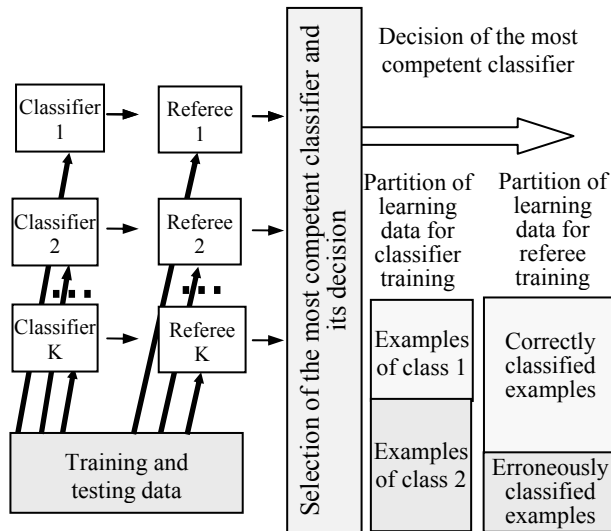 Classifier
1
Referee
1
Classifier
2
Referee
2
Classifier
K
Referee
K
Training and
testing data
Selection of the most competent classifier and
its decision
Decision of the most
competent classifier
Partition of
learning
data for
classifier
training
Partition of
learning
data for
referee
training
Examples
of class 1
Examples
of class 2
Correctly
classified
examples
Erroneously
classified
examples